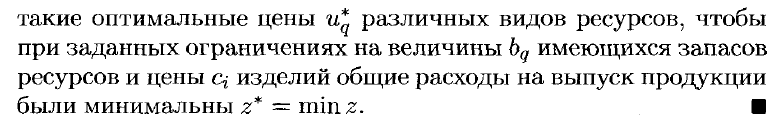 такие оптимальные цены u*_q различных видов ресурсов, чтобы
при заданных ограничениях на величины b_q имеющихся запасов
ресурсов и цены c_i изделий общие расходы на выпуск продукции
были минимальны z* = min z. ■